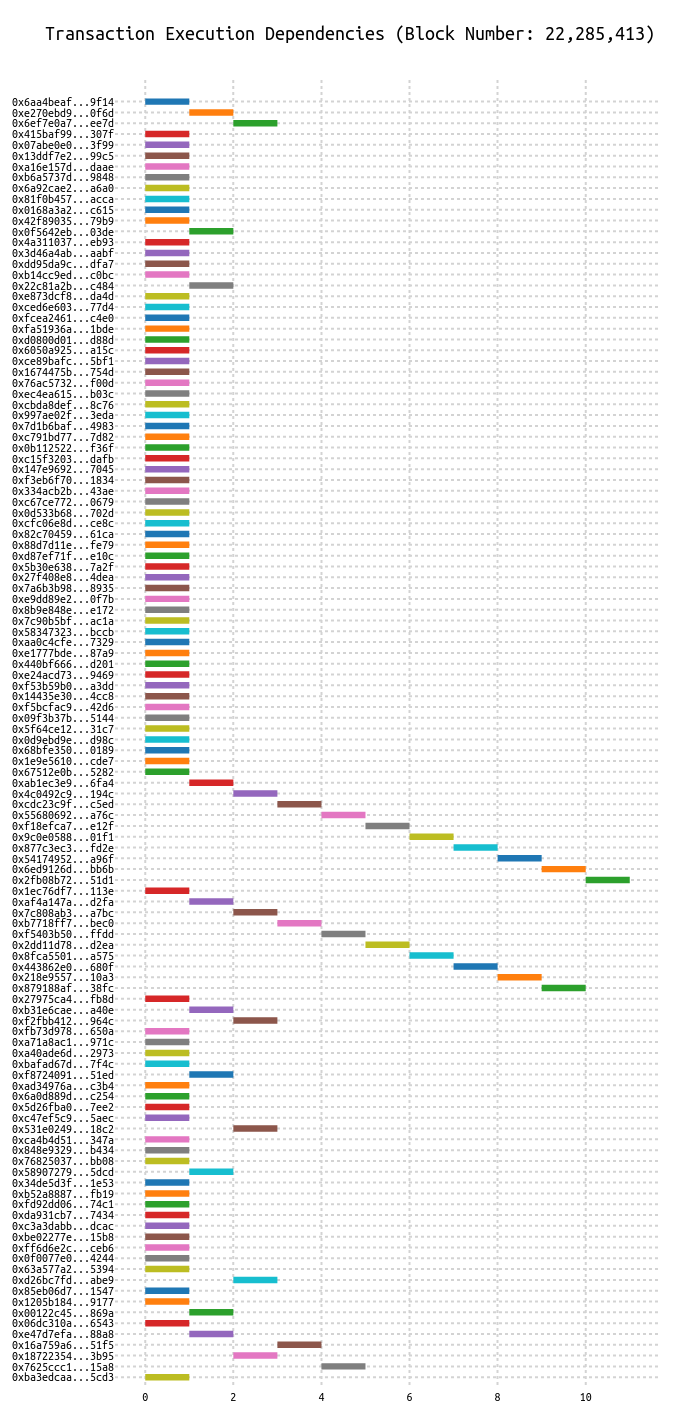 Transaction Execution Dependencies (Block Number: 22,285,413)
0x6aa4beaf...9f14
0xe270ebd9...0f6d
0x6ef7e0a7...ee7d
0x415baf99...307f
0x07abe0e0...3f99
0x13ddf7e2...99c5
0xa16e157d...daae
0xb6a5737d...9848
0x6a92cae2...a6a0
0x81f0b457...acca
0x0168a3a2...c615
0x42f89035...79b9
0x0f5642eb...03de
0x4a311037...eb93
0x3d46a4ab...aabf
0xdd95da9c...dfa7
0xb14cc9ed...c0bc
0x22c81a2b...c484
0xe873dcf8...da4d
0xced6e603...77d4
0xfcea2461...c4e0
0xfa51936a...1bde
0xd0800d01...d88d
0x6050a925...a15c
0xce89bafc...5bf1
0x1674475b...754d
0x76ac5732...f00d
0xec4ea615...b03c
0xcbda8def...8c76
0x997ae02f...3eda
0x7d1b6baf...4983
0xc791bd77...7d82
0x0b112522...f36f
0xc15f3203...dafb
0x147e9692...7045
0xf3eb6f70...1834
0x334acb2b...43ae
0xc67ce772...0679
0x0d533b68...702d
0xcfc06e8d...ce8c
0x82c70459...61ca
0x88d7d11e...fe79
0xd87ef71f...e10c
0x5b30e638...7a2f
0x27f408e8...4dea
0x7a6b3b98...8935
0xe9dd89e2...0f7b
0x8b9e848e...e172
0x7c90b5bf...ac1a
0x58347323...bccb
0xaa0c4cfe...7329
0xe1777bde...87a9
0x440bf666...d201
0xe24acd73...9469
0xf53b59b0...a3dd
0x14435e30...4cc8
0xf5bcfac9...42d6
0x09f3b37b...5144
0x5f64ce12...31c7
0x0d9ebd9e...d98c
0x68bfe350...0189
0x1e9e5610...cde7
0x67512e0b...5282
0xab1ec3e9...6fa4
0x4c0492c9...194c
0xcdc23c9f...c5ed
0x55680692...a76c
0xf18efca7...e12f
0x9c0e0588...01f1
0x877c3ec3...fd2e
0x54174952...a96f
0x6ed9126d...bb6b
0x2fb08b72...51d1
0x1ec76df7...113e
0xaf4a147a...d2fa
0x7c808ab3...a7bc
0xb7718ff7...bec0
0xf5403b50...ffdd
0x2dd11d78...d2ea
0x8fca5501...a575
0x443862e0...680f
0x218e9557...10a3
0x879188af...38fc
0x27975ca4...fb8d
0xb31e6cae...a40e
0xf2fbb412...964c
0xfb73d978...650a
0xa71a8ac1...971c
0xa40ade6d...2973
0xbafad67d...7f4c
0xf8724091...51ed
0xad34976a...c3b4
0x6a0d889d...c254
0x5d26fba0...7ee2
0xc47ef5c9...5aec
0x531e0249...18c2
0xca4b4d51...347a
0x848e9329...b434
0x76825037...bb08
0x58907279...5dcd
0x34de5d3f...1e53
0xb52a8887...fb19
0xfd92dd06...74c1
0xda931cb7...7434
0xc3a3dabb...dcac
0xbe02277e...15b8
0xff6d6e2c...ceb6
0x0f0077e0...4244
0x63a577a2...5394
0xd26bc7fd...abe9
0x85eb06d7...1547
0x1205b184...9177
0x00122c45...869a
0x06dc310a...6543
0xe47d7efa...88a8
0x16a759a6...51f5
0x18722354...3b95
0x7625ccc1...15a8
0xba3edcaa...5cd3
0 2 4 6 8 10